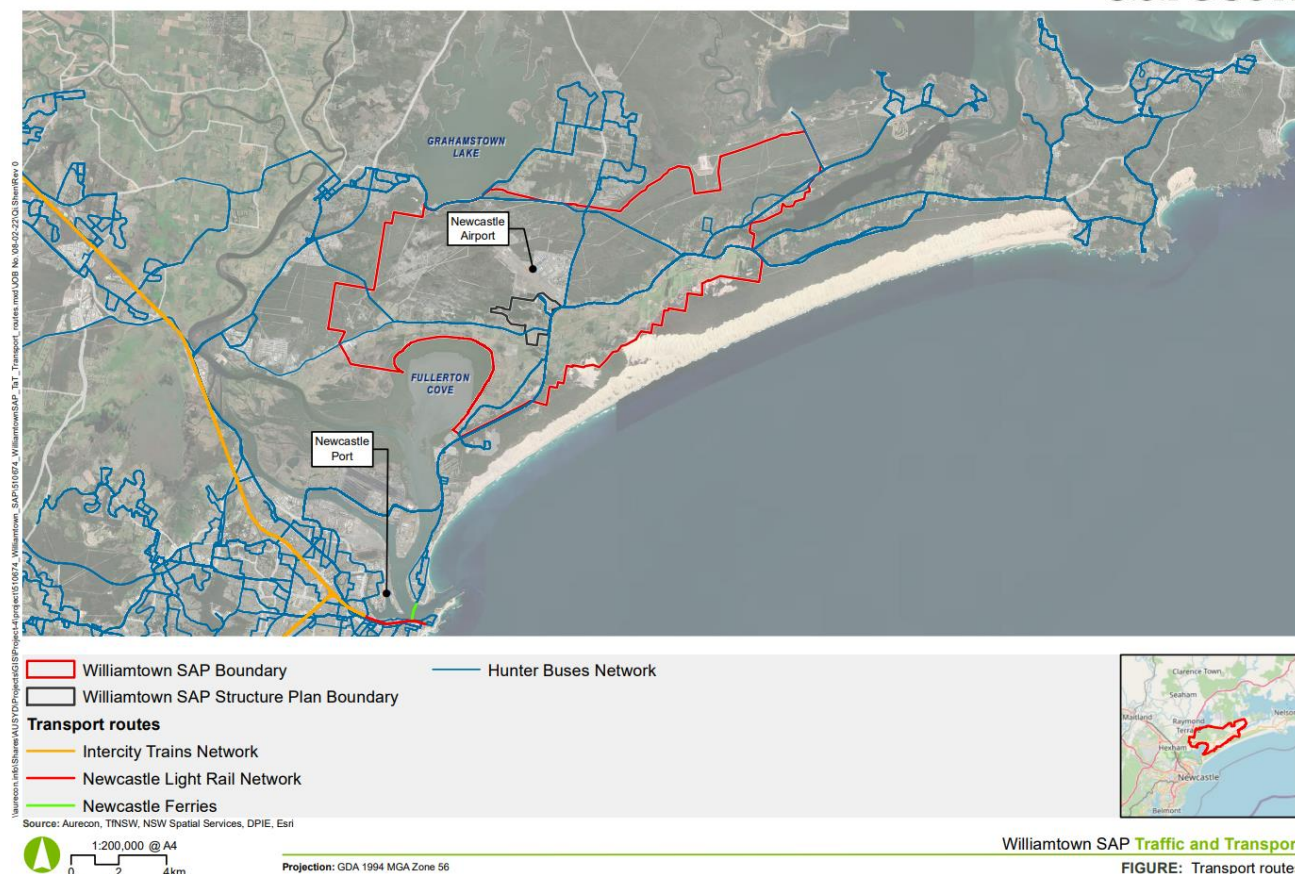 GRAHAMSTOWN
LAKE
Newcastle
Airport
FULLERTON
COVE
Newcastle
Port
Williamtown SAP Boundary
Williamtown SAP Structure Plan Boundary
Transport routes
Intercity Trains Network
Newcastle Light Rail Network
Newcastle Ferries
Hunter Buses Network
Source: Aurecon, TfNSW, NSW Spatial Services, DPIE, Esri
1:200,000 @ A4
0 2 4km
Projection: GDA 1994 MGA Zone 56
Clarence Town
Seaham
Maitland
Raymond
Terrace
Nelson
Hexham
Newcastle
Belmont
Williamtown SAP Traffic and Transport
FIGURE: Transport routes